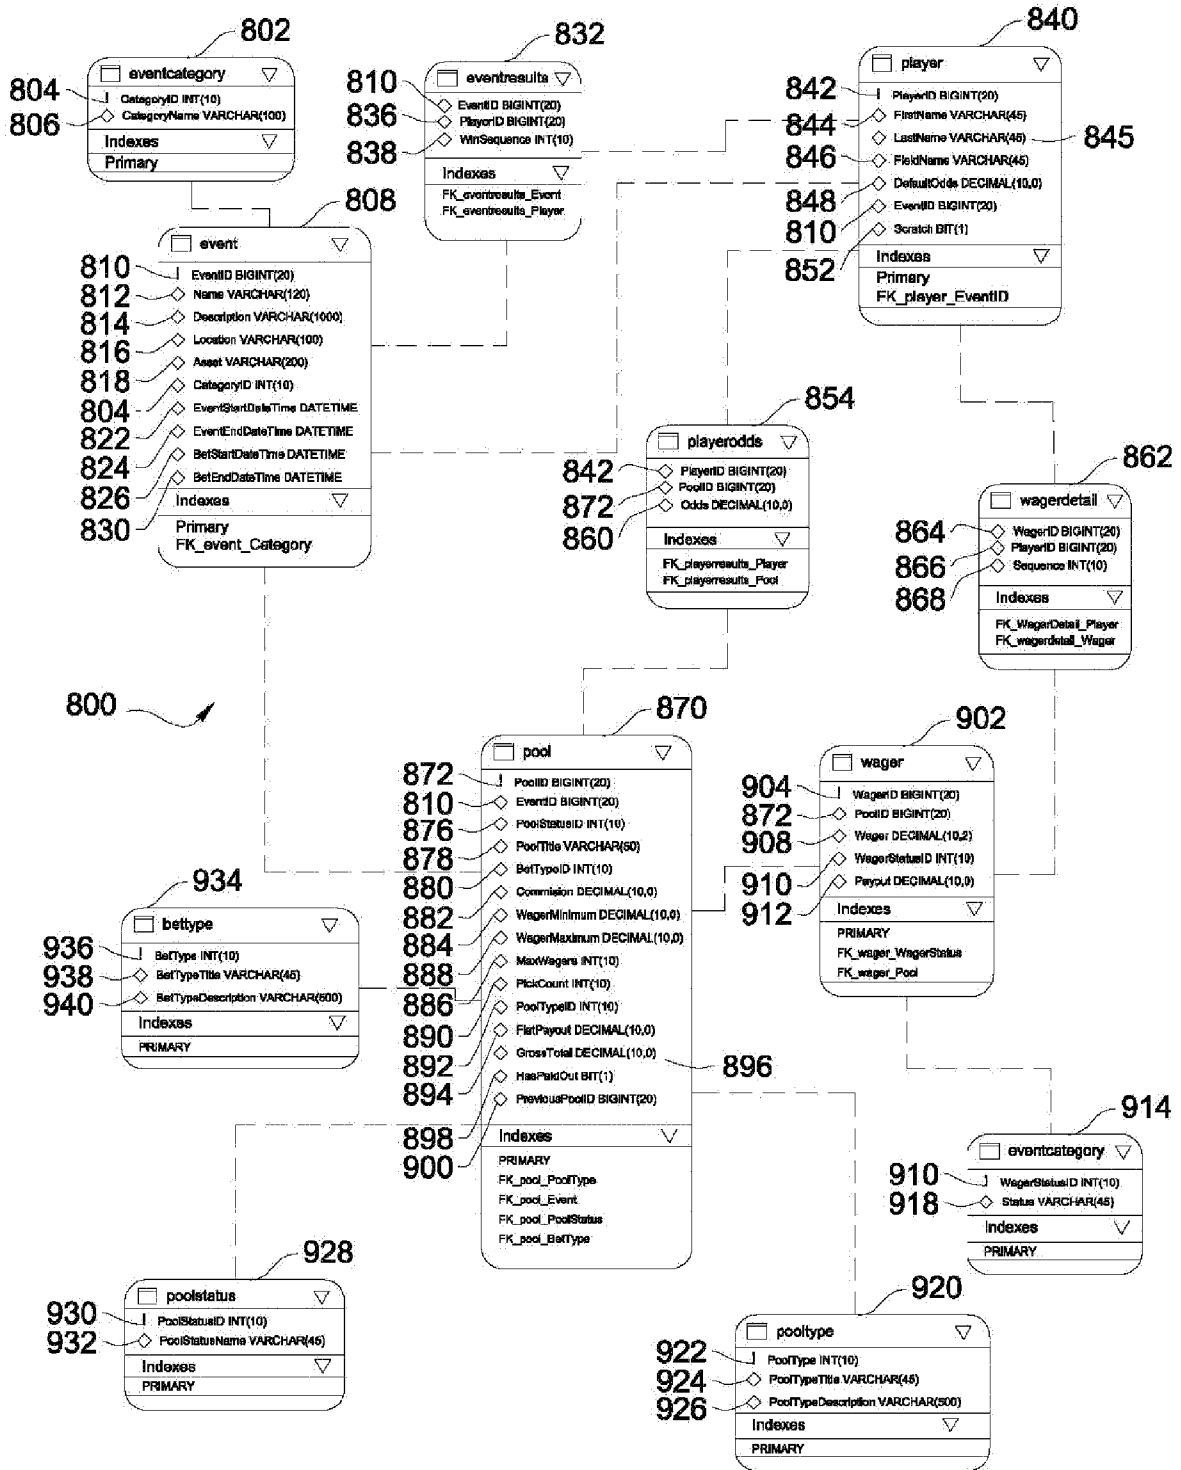 802
eventcategory
804
CategoryID INT(10)
806
CategoryName VARCHAR(100)
Indexes
Primary
832
eventresults
810
EventID BIGINT(20)
836
PlayerID BIGINT(20)
838
WinSequence INT(10)
Indexes
FK_eventresults_Event
FK_eventresults_Player
840
player
842
PlayerID BIGINT(20)
844
FirstName VARCHAR(45)
LastName VARCHAR(45)
845
846
FieldName VARCHAR(45)
848
DefaultOdds DECIMAL(10,0)
810
EventID BIGINT(20)
852
Scratch BIT(1)
Indexes
Primary
FK_player_EventID
808
event
810
EventID BIGINT(20)
812
Name VARCHAR(120)
814
Description VARCHAR(1000)
816
Location VARCHAR(100)
818
Asset VARCHAR(200)
804
CategoryID INT(10)
822
EventStartDateTime DATETIME
824
EventEndDateTime DATETIME
826
BetStartDateTime DATETIME
830
BetEndDateTime DATETIME
Indexes
Primary
FK_event_Category
854
playerodds
842
PlayerID BIGINT(20)
872
PoolID BIGINT(20)
860
Odds DECIMAL(10,0)
Indexes
FK_playerresults_Player
FK_playerresults_Pool
862
wagerdetail
864
WagerID BIGINT(20)
866
PlayerID BIGINT(20)
868
Sequence INT(10)
Indexes
FK_WagerDetail_Player
FK_wagerdetail_Wager
800
870
pool
872
PoolID BIGINT(20)
810
EventID BIGINT(20)
876
PoolStatusID INT(10)
878
PoolTitle VARCHAR(50)
880
BetTypeID INT(10)
882
Commision DECIMAL(10,0)
884
WagerMinimum DECIMAL(10,0)
888
WagerMaximum DECIMAL(10,0)
886
MaxWagers INT(10)
890
PickCount INT(10)
892
PoolTypeID INT(10)
894
FlatPayout DECIMAL(10,0)
GrossTotal DECIMAL(10,0)
896
898
HasPaidOut BIT(1)
900
PreviousPoolID BIGINT(20)
Indexes
PRIMARY
FK_pool_PoolType
FK_pool_Event
FK_pool_PoolStatus
FK_pool_BetType
902
wager
904
WagerID BIGINT(20)
872
PoolID BIGINT(20)
908
Wager DECIMAL(10,2)
910
WagerStatusID INT(10)
912
Payout DECIMAL(10,0)
Indexes
PRIMARY
FK_wager_WagerStatus
FK_wager_Pool
934
bettype
936
BetType INT(10)
938
BetTypeTitle VARCHAR(45)
940
BetTypeDescription VARCHAR(500)
Indexes
PRIMARY
914
eventcategory
910
WagerStatusID INT(10)
918
Status VARCHAR(45)
Indexes
PRIMARY
928
poolstatus
930
PoolStatusID INT(10)
932
PoolStatusName VARCHAR(45)
Indexes
PRIMARY
920
pooltype
922
PoolType INT(10)
924
PoolTypeTitle VARCHAR(45)
926
PoolTypeDescription VARCHAR(500)
Indexes
PRIMARY